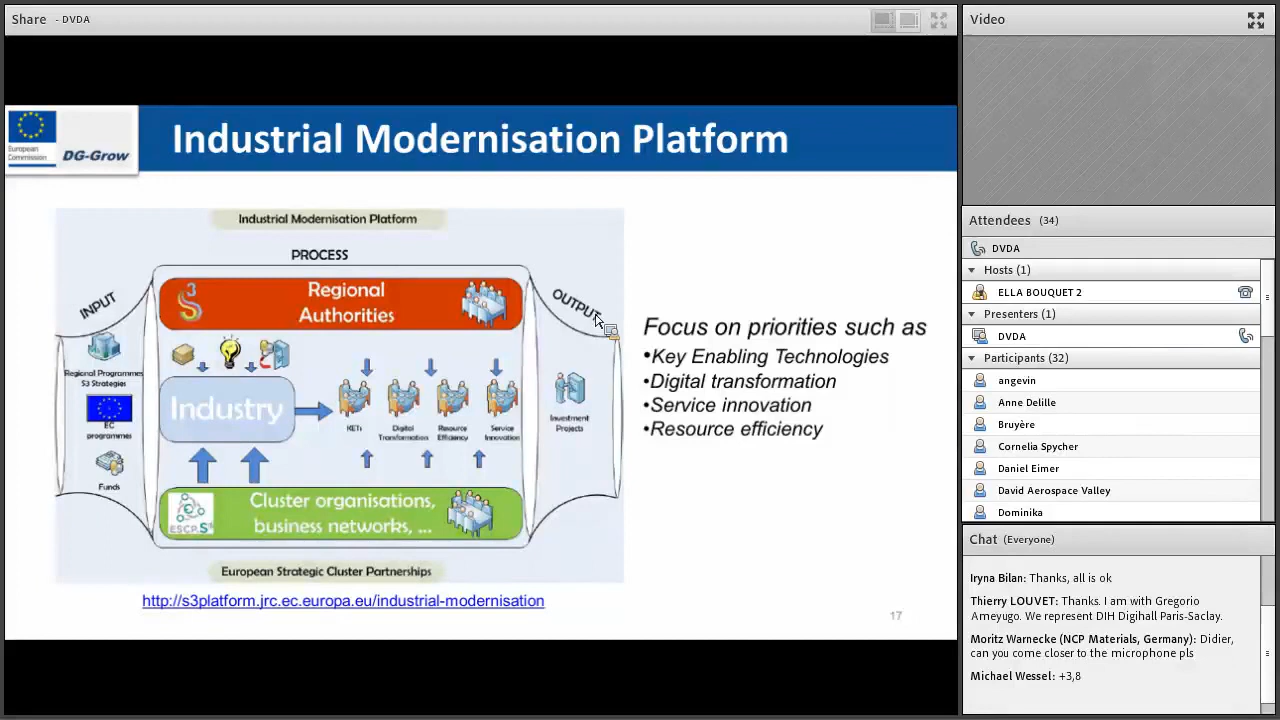 Share - DVDA
European
Commission
DG-Grow
Industrial Modernisation Platform
Industrial Modernisation Platform
PROCESS
INPUT
OUTPUT
S3
Regional
Authorities
Regional Programmes
S3 Strategies
EC
programmes
Funds
Industry
KETs
Digital
Transformation
Resource
Efficiency
Service
Innovation
Investment
Projects
ESCP.S3
Cluster organisations,
business networks, ...
European Strategic Cluster Partnerships
http://s3platform.jrc.ec.europa.eu/industrial-modernisation
Focus on priorities such as
•Key Enabling Technologies
•Digital transformation
•Service innovation
•Resource efficiency
17
Video
Attendees (34)
DVDA
Hosts (1)
ELLA BOUQUET 2
Presenters (1)
DVDA
Participants (32)
angevin
Anne Delille
Bruyère
Cornelia Spycher
Daniel Eimer
David Aerospace Valley
Dominika
Chat (Everyone)
Iryna Bilan: Thanks, all is ok
Thierry LOUVET: Thanks. I am with Gregorio
Ameyugo. We represent DIH Digihall Paris-Saclay.
Moritz Warnecke (NCP Materials, Germany): Didier,
can you come closer to the microphone pls
Michael Wessel: +3,8